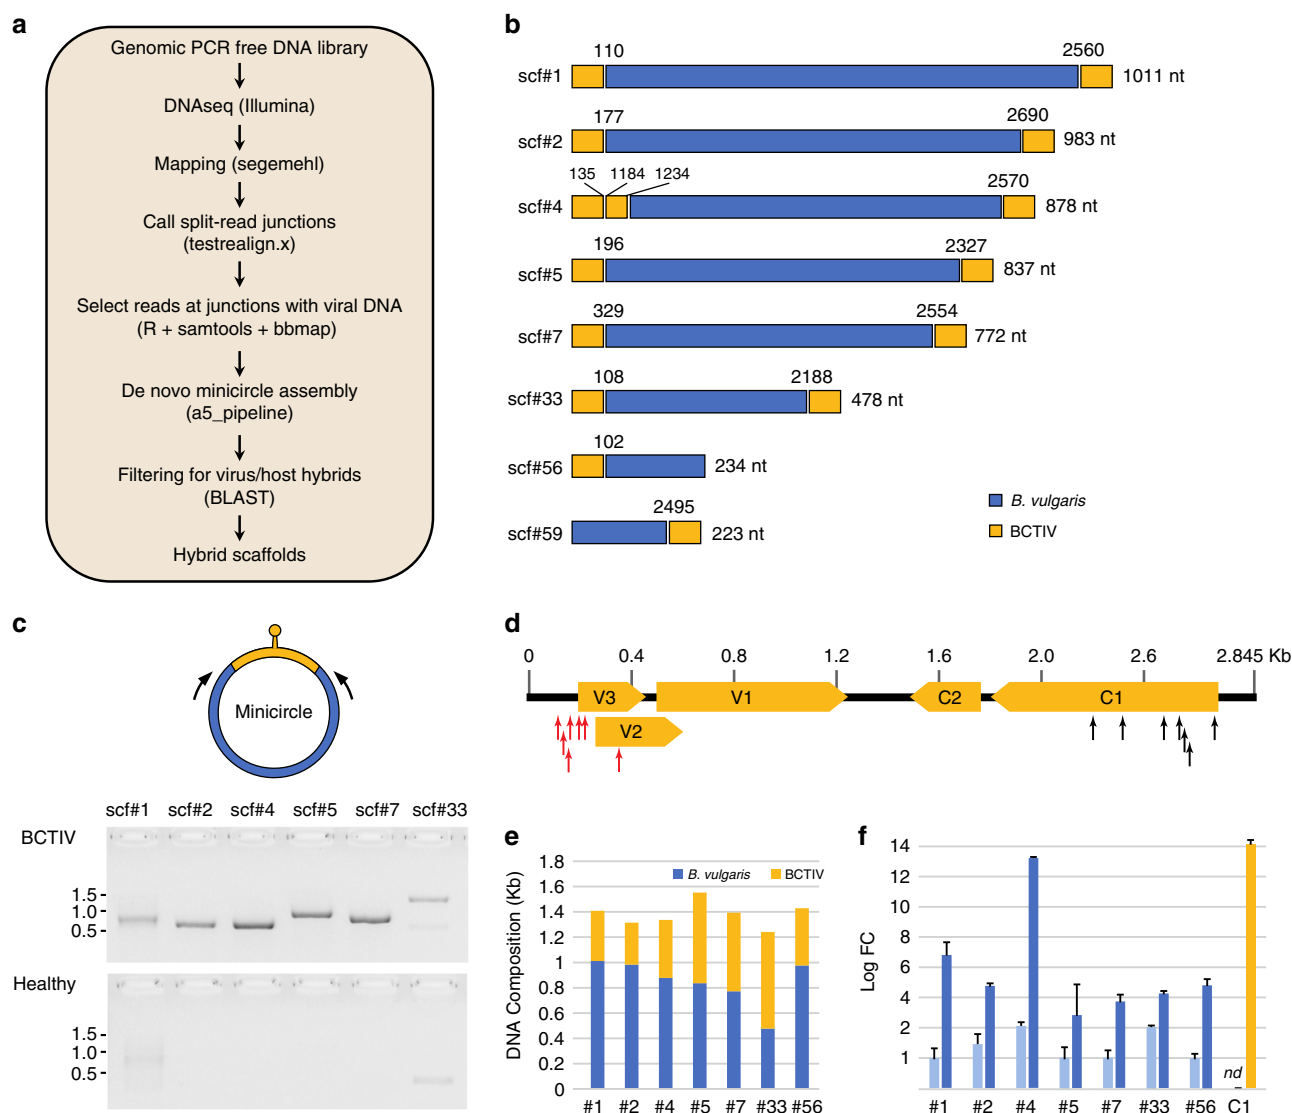 a
Genomic PCR free DNA library
DNAseq (Illumina)
Mapping (segemehl)
Call split-read junctions
(testrealign.x)
Select reads at junctions with viral DNA
(R + samtools + bbmap)
De novo minicircle assembly
(a5_pipeline)
Filtering for virus/host hybrids
(BLAST)
Hybrid scaffolds
b
110 2560
scf#1 1011 nt
177 2690
scf#2 983 nt
135 1184 1234 2570
scf#4 878 nt
196 2327
scf#5 837 nt
329 2554
scf#7 772 nt
108 2188
scf#33 478 nt
102
scf#56 234 nt
2495
scf#59 223 nt
B. vulgaris
BCTIV
c
Minicircle
scf#1 scf#2 scf#4 scf#5 scf#7 scf#33
BCTIV
1.5
1.0
0.5
Healthy
1.5
1.0
0.5
d
0 0.4 0.8 1.2 1.6 2.0 2.6 2.845 Kb
V3 V1 C2 C1
V2
e
DNA Composition (Kb)
B. vulgaris BCTIV
1.8
1.6
1.4
1.2
1
0.8
0.6
0.4
0.2
0
#1 #2 #4 #5 #7 #33 #56
f
Log FC
14
12
10
8
6
4
2
1
nd
#1 #2 #4 #5 #7 #33 #56 C1